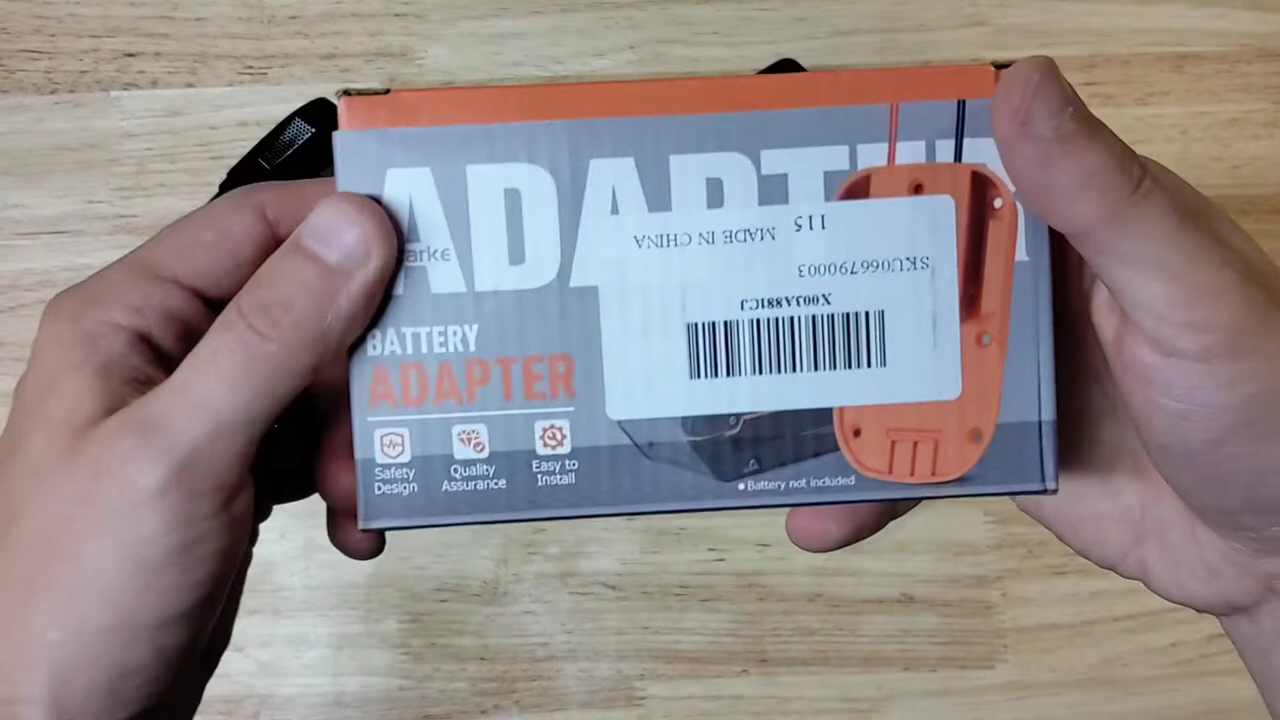 ADAPTER
arke
BATTERY
ADAPTER
Safety
Design
Quality
Assurance
Easy to
Install
Battery not included
115 MADE IN CHINA
SKU066790003
X003A881CJ